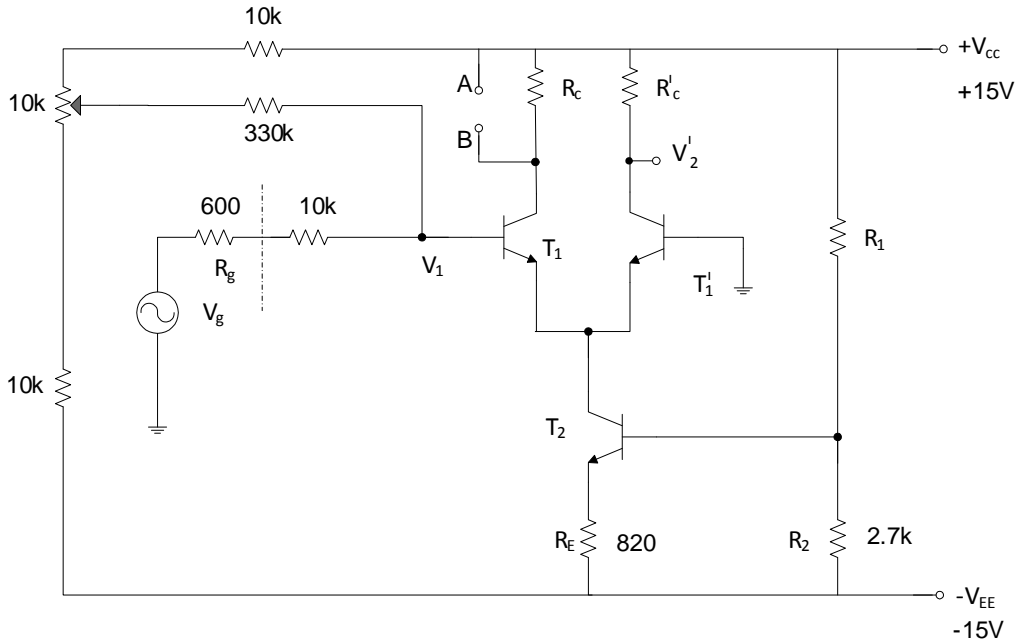 10k
+Vcc
+15V
A
Rc
R'c
10k
330k
B
V'2
600
10k
R1
Rg
V1
T1
T'1
Vg
10k
T2
RE
820
R2
2.7k
-VEE
-15V